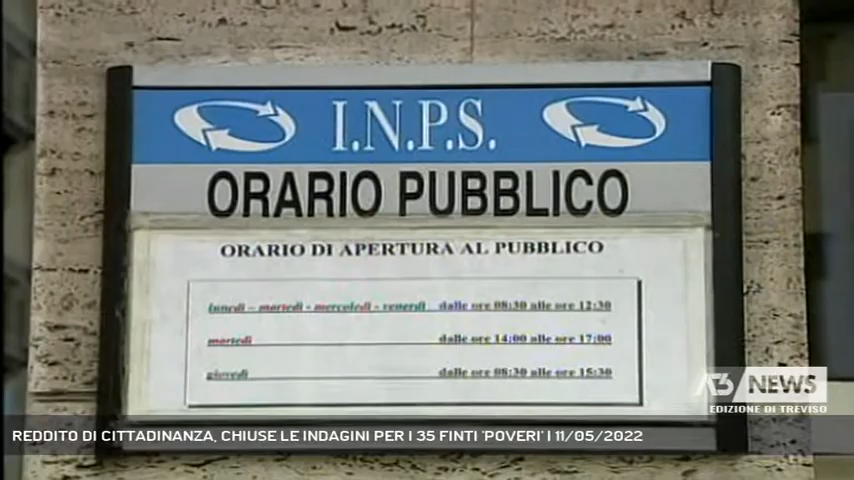 I.N.P.S.
ORARIO PUBBLICO
ORARIO DI APERTURA AL PUBBLICO
lunedì - martedì - mercoledì - venerdì dalle ore 08:30 alle ore 12:30
martedì dalle ore 14:00 alle ore 17:00
giovedì dalle ore 08:30 alle ore 15:30
A3 NEWS
EDIZIONE DI TREVISO
REDDITO DI CITTADINANZA, CHIUSE LE INDAGINI PER I 35 FINTI 'POVERI' | 11/05/2022